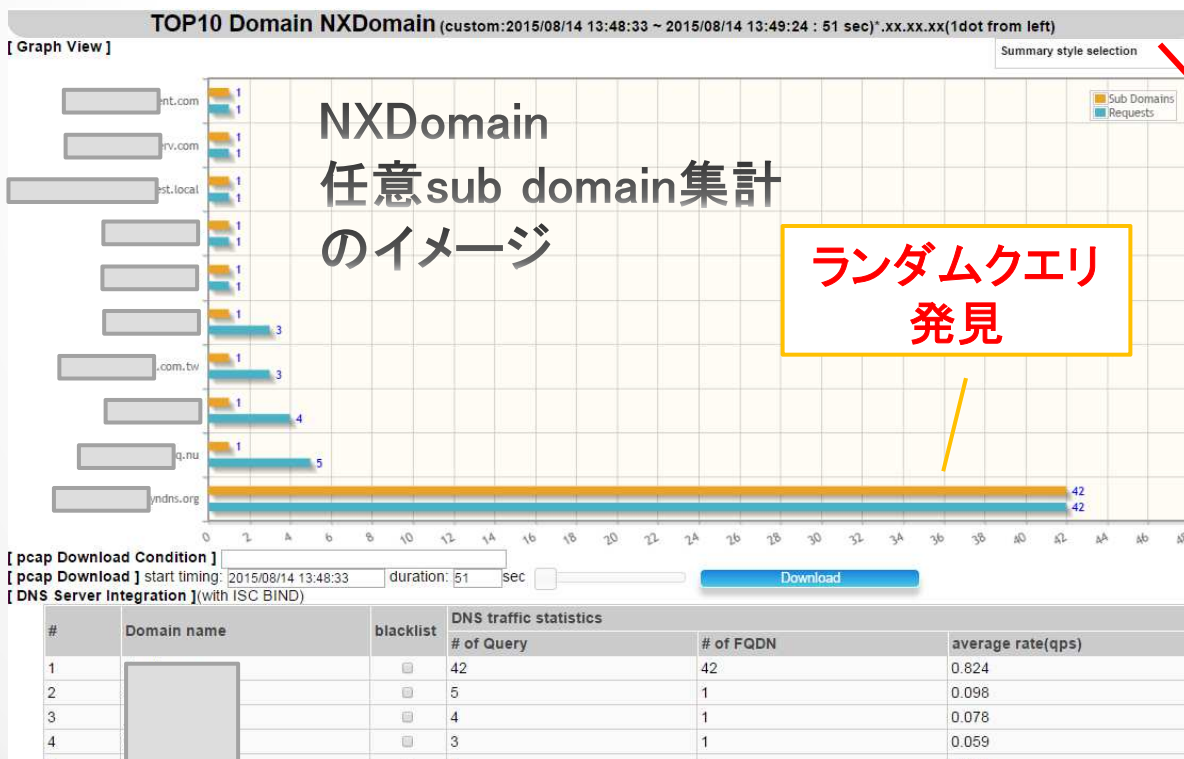 TOP10 Domain NXDomain (custom:2015/08/14 13:48:33 ~ 2015/08/14 13:49:24 : 51 sec)*.xx.xx.xx(1dot from left)
[ Graph View ]
Summary style selection
Sub Domains
Requests
NXDomain
任意sub domain集計
のイメージ
ランダムクエリ
発見
ent.com 1 1
rv.com 1 1
est.local 1 1
1 1
1 1
1 3
.com.tw 1 3
1 4
q.nu 1 5
yndns.org 42 42
0 2 4 6 8 10 12 14 16 18 20 22 24 26 28 30 32 34 36 38 40 42 44 46 48
[ pcap Download Condition ]
[ pcap Download ] start timing: 2015/08/14 13:48:33 duration: 51 sec Download
[ DNS Server Integration ](with ISC BIND)
# Domain name blacklist DNS traffic statistics
# of Query # of FQDN average rate(qps)
1 42 42 0.824
2 5 1 0.098
3 4 1 0.078
4 3 1 0.059